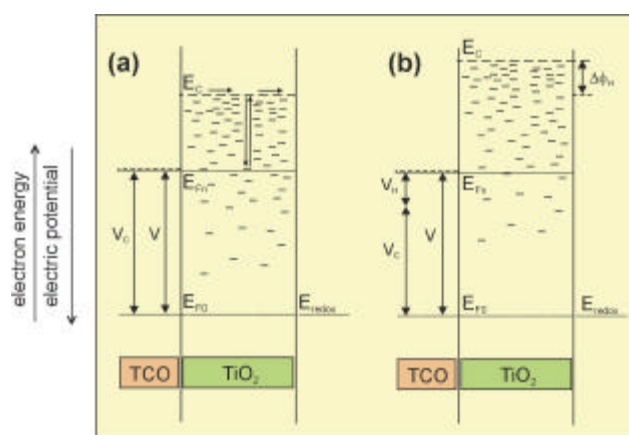 (a)
E_C
E_Fn
V_C
V
E_F0
E_redox
TCO
TiO₂
(b)
E_C
Δϕ_H
V_H
E_Fn
V_C
V
E_F0
E_redox
TCO
TiO₂
electron energy
electric potential